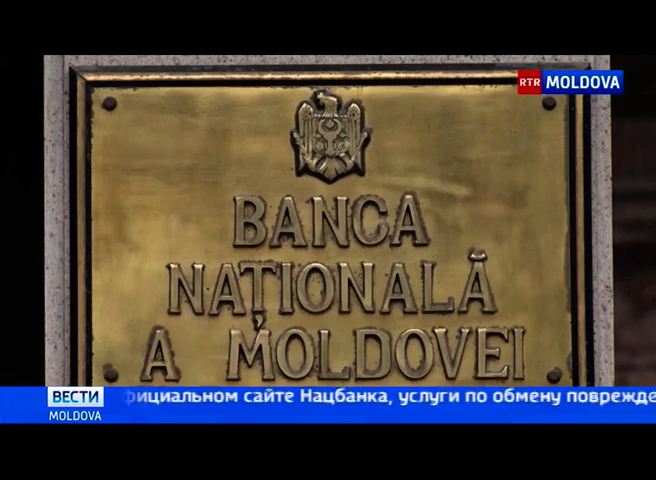 RTR MOLDOVA
BANCA
NAȚIONALĂ
A MOLDOVEI
ВЕСТИ
MOLDOVA
фициальном сайте Нацбанка, услуги по обмену поврежде